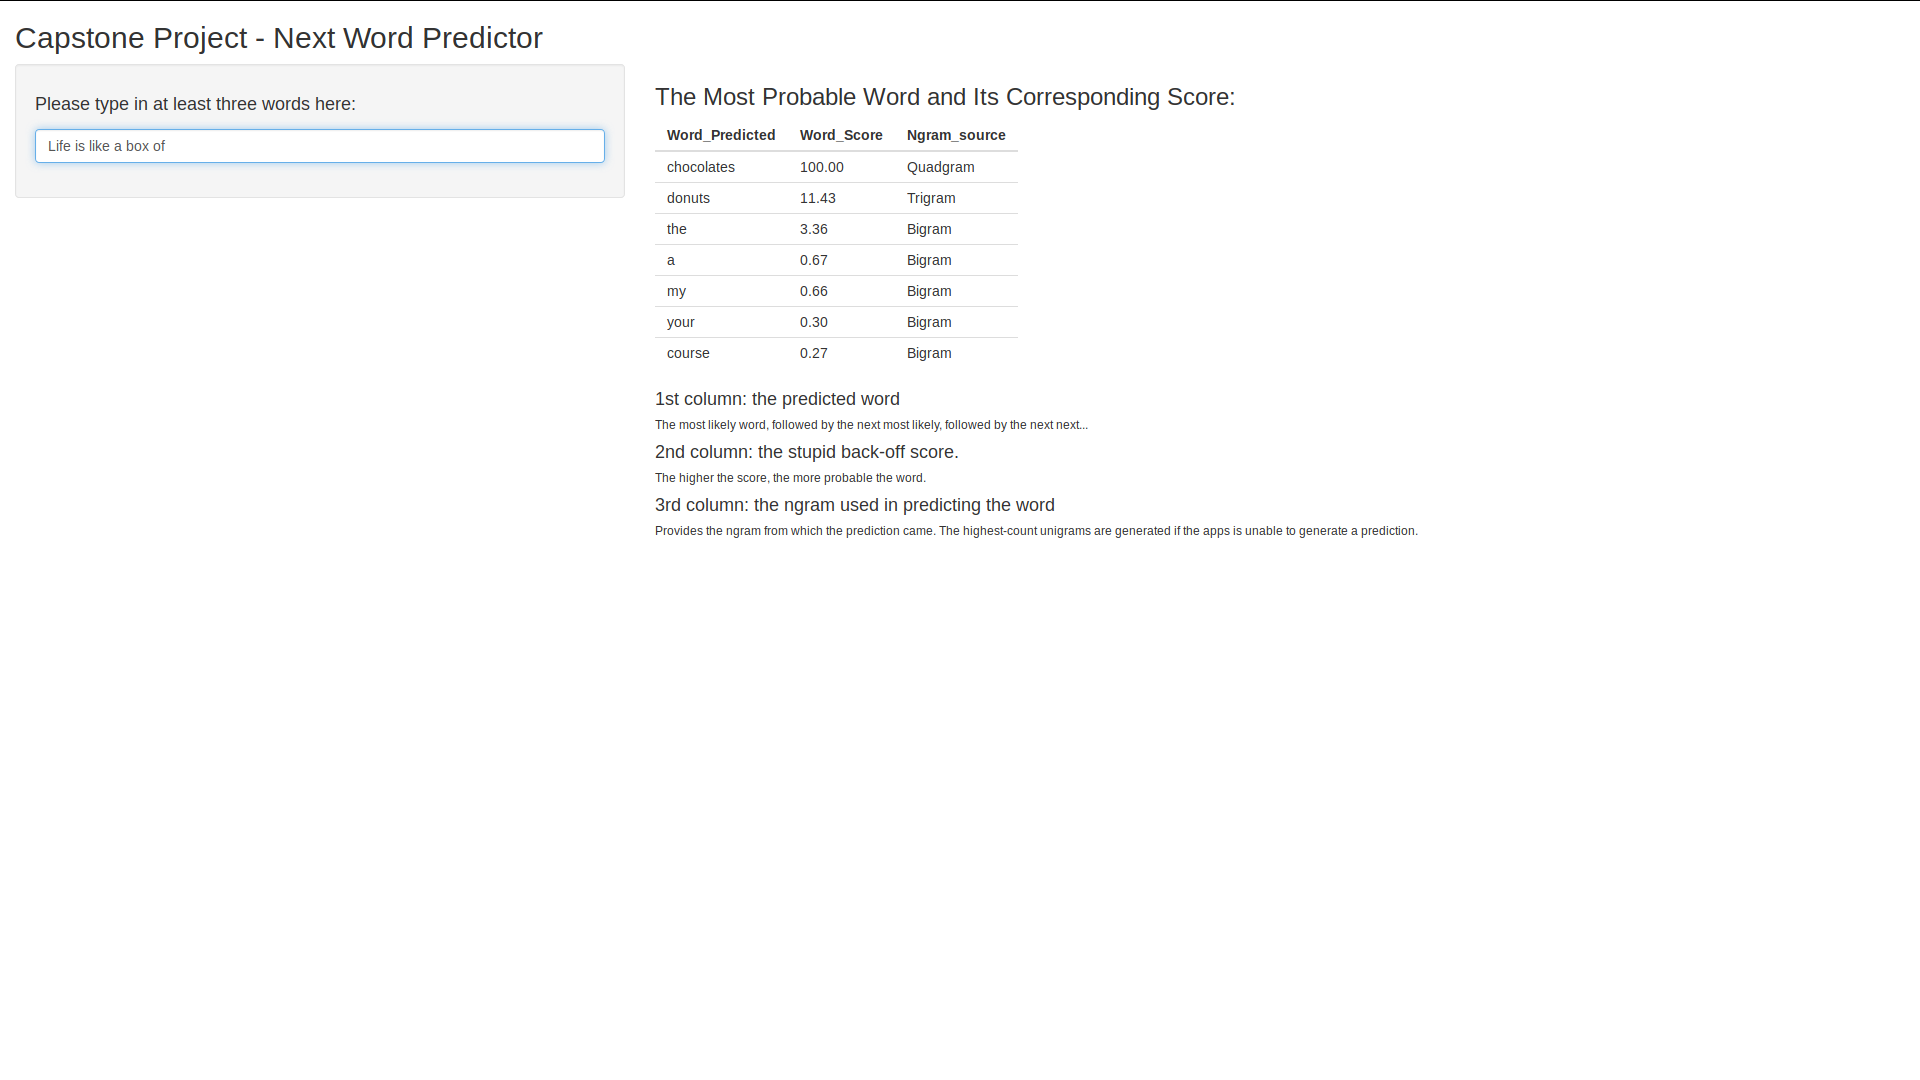 Capstone Project - Next Word Predictor
Please type in at least three words here:
Life is like a box of
The Most Probable Word and Its Corresponding Score:
Word_Predicted Word_Score Ngram_source
chocolates 100.00 Quadgram
donuts 11.43 Trigram
the 3.36 Bigram
a 0.67 Bigram
my 0.66 Bigram
your 0.30 Bigram
course 0.27 Bigram
1st column: the predicted word
The most likely word, followed by the next most likely, followed by the next next...
2nd column: the stupid back-off score.
The higher the score, the more probable the word.
3rd column: the ngram used in predicting the word
Provides the ngram from which the prediction came. The highest-count unigrams are generated if the apps is unable to generate a prediction.